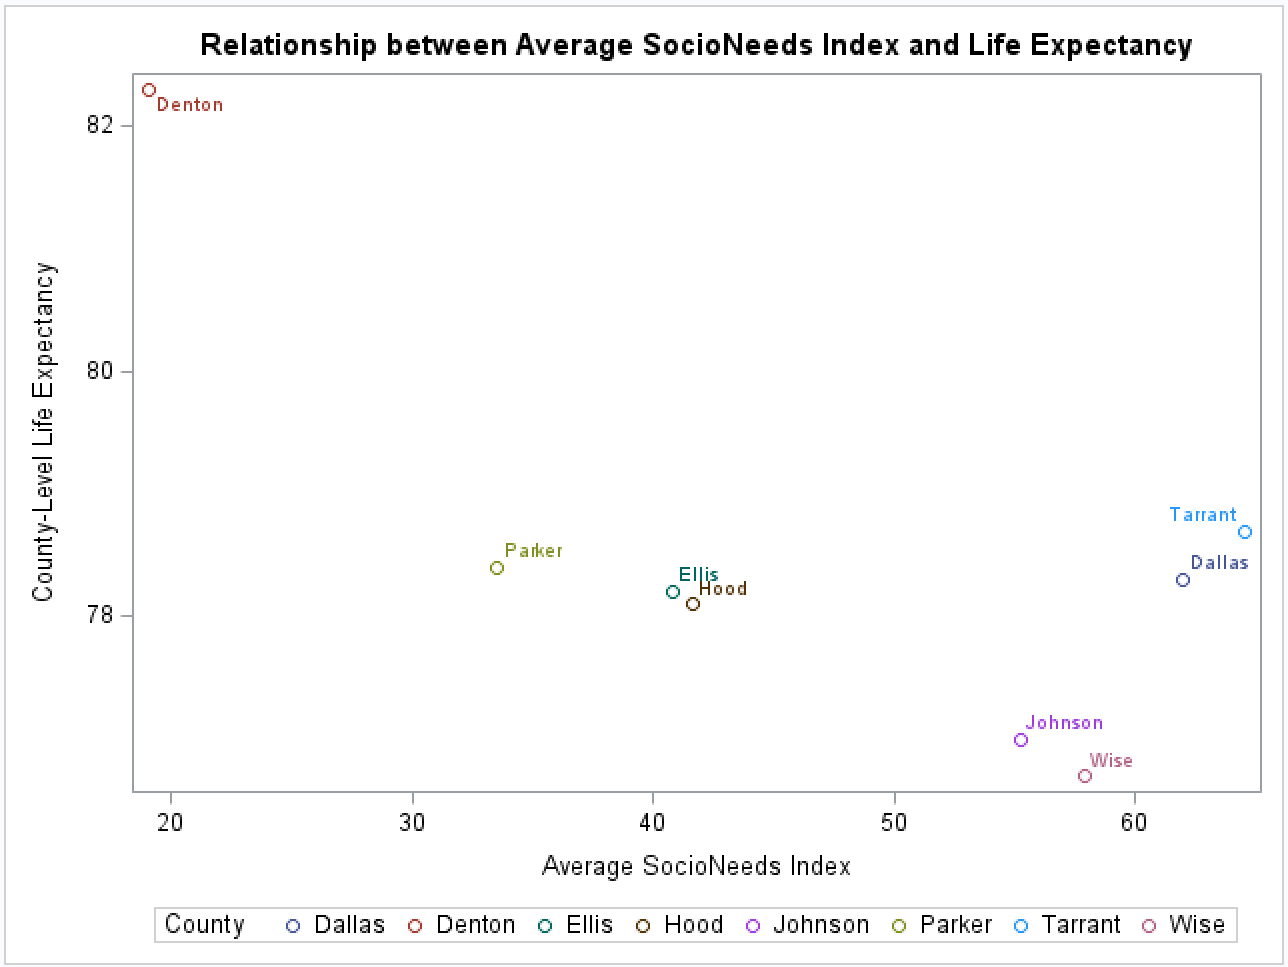 Relationship between Average SocioNeeds Index and Life Expectancy
Denton
82
80
County-Level Life Expectancy
Tarrant
Parker
Dallas
Ellis
Hood
78
Johnson
Wise
20 30 40 50 60
Average SocioNeeds Index
County Dallas Denton Ellis Hood Johnson Parker Tarrant Wise